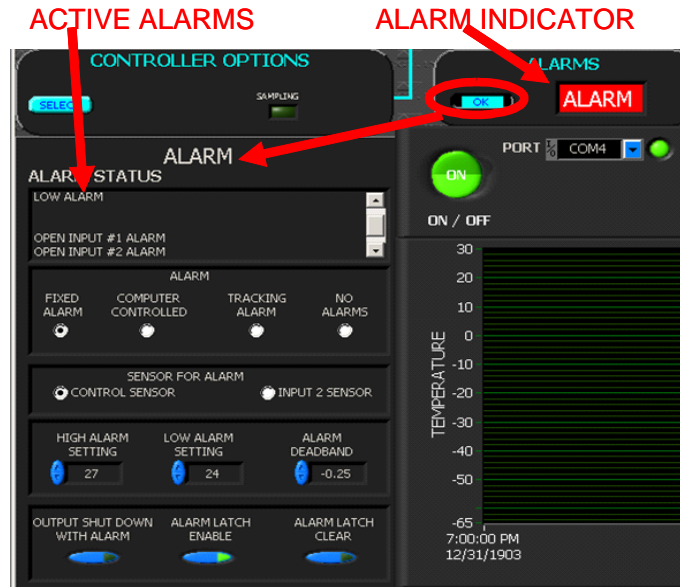 ACTIVE ALARMS
ALARM INDICATOR
CONTROLLER OPTIONS
SELECT
SAMPLING
ALARMS
OK
ALARM
ALARM
ALARM STATUS
LOW ALARM
OPEN INPUT #1 ALARM
OPEN INPUT #2 ALARM
PORT
I/O
COM4
ON
ON / OFF
ALARM
FIXED ALARM
COMPUTER CONTROLLED
TRACKING ALARM
NO ALARMS
SENSOR FOR ALARM
CONTROL SENSOR
INPUT 2 SENSOR
HIGH ALARM SETTING
27
LOW ALARM SETTING
24
ALARM DEADBAND
-0.25
OUTPUT SHUT DOWN WITH ALARM
ALARM LATCH ENABLE
ALARM LATCH CLEAR
TEMPERATURE
30
20
10
0
-10
-20
-30
-40
-50
-65
7:00:00 PM
12/31/1903